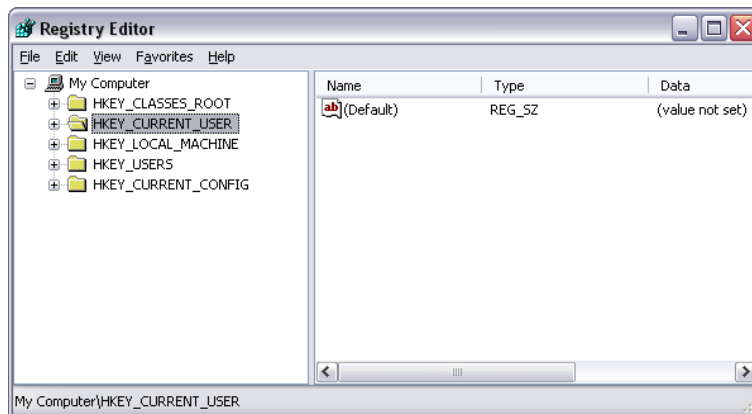 Registry Editor
File Edit View Favorites Help
My Computer
HKEY_CLASSES_ROOT
HKEY_CURRENT_USER
HKEY_LOCAL_MACHINE
HKEY_USERS
HKEY_CURRENT_CONFIG
Name Type Data
ab (Default) REG_SZ (value not set)
My Computer\HKEY_CURRENT_USER